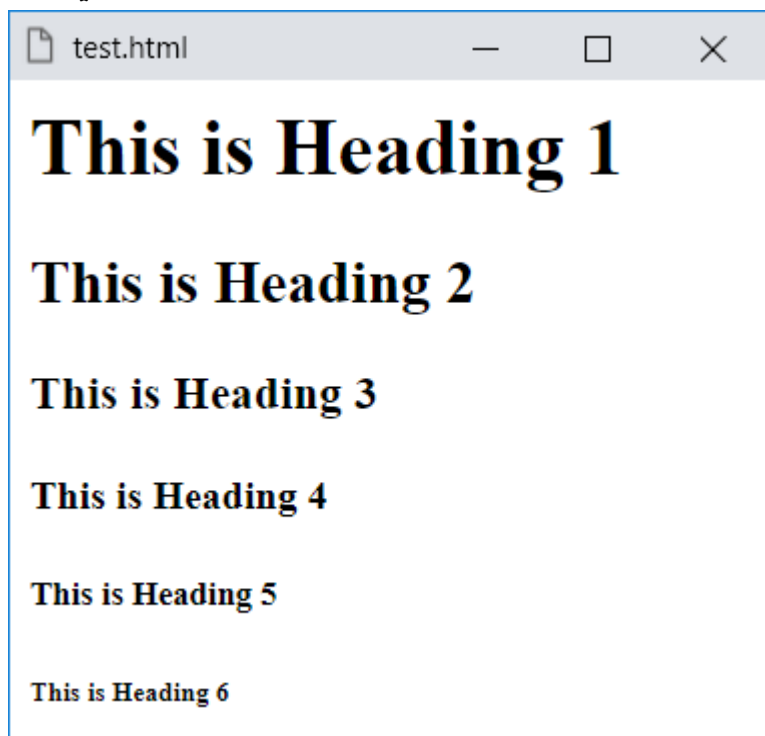 test.html
This is Heading 1
This is Heading 2
This is Heading 3
This is Heading 4
This is Heading 5
This is Heading 6